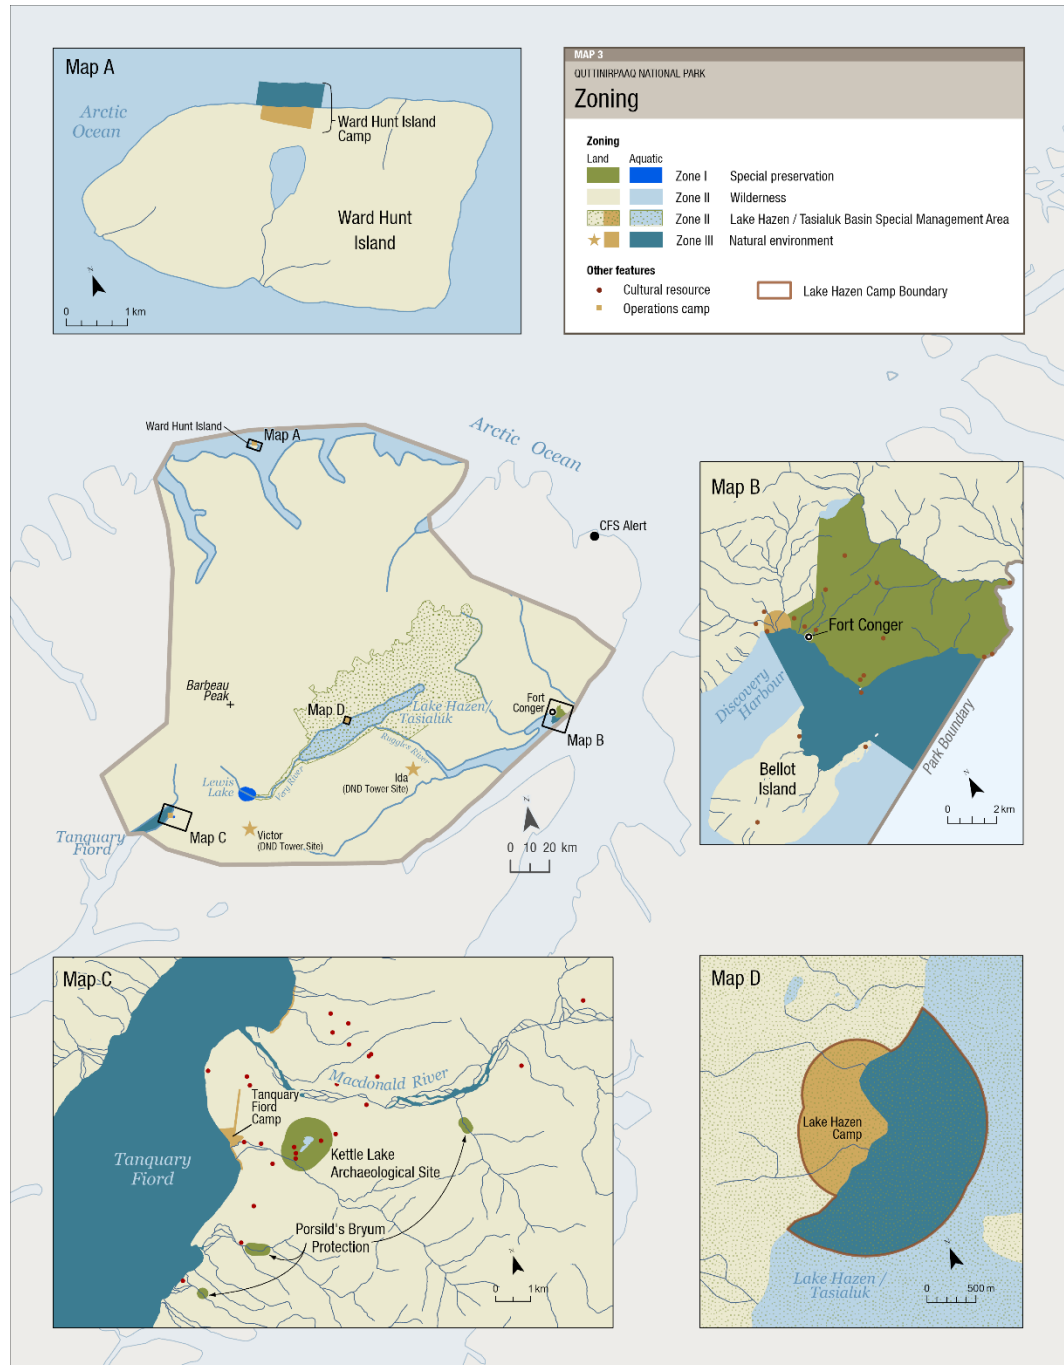 Map A
Arctic
Ocean
Ward Hunt Island
Camp
Ward Hunt
Island
N
0 1 km
MAP 3
QUTTINIRPAAQ NATIONAL PARK
Zoning
Zoning
Land Aquatic
Zone I Special preservation
Zone II Wilderness
Zone II Lake Hazen / Tasialuk Basin Special Management Area
Zone III Natural environment
Other features
Cultural resource
Operations camp
Lake Hazen Camp Boundary
Ward Hunt Island
Map A
Arctic Ocean
CFS Alert
Barbeau
Peak
Map D
Lake Hazen/
Tasialuk
Fort
Conger
Map B
Ruggles River
Very River
Lewis
Lake
Ida
(DND Tower Site)
Victor
(DND Tower Site)
Map C
Tanquary
Fiord
N
0 10 20 km
Map B
Fort Conger
Discovery
Harbour
Bellot
Island
Park Boundary
N
0 2 km
Map C
Macdonald River
Tanquary
Fiord
Camp
Kettle Lake
Archaeological Site
Tanquary
Fiord
Porsild's Bryum
Protection
N
0 1 km
Map D
Lake Hazen
Camp
Lake Hazen /
Tasialuk
N
0 500 m